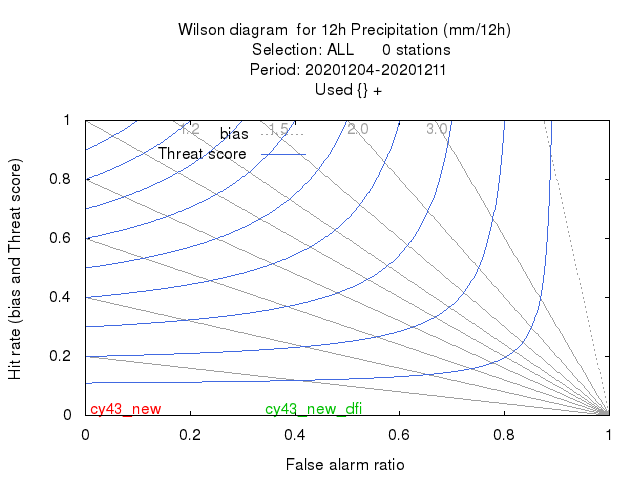 Wilson diagram  for 12h Precipitation (mm/12h)
Selection: ALL      0 stations
Period: 20201204-20201211
Used {} +
Hit rate (bias and Threat score)
1
0.8
0.6
0.4
0.2
0
1.2
1.5
2.0
3.0
bias
Threat score
cy43_new
cy43_new_dfi
0 0.2 0.4 0.6 0.8 1
False alarm ratio